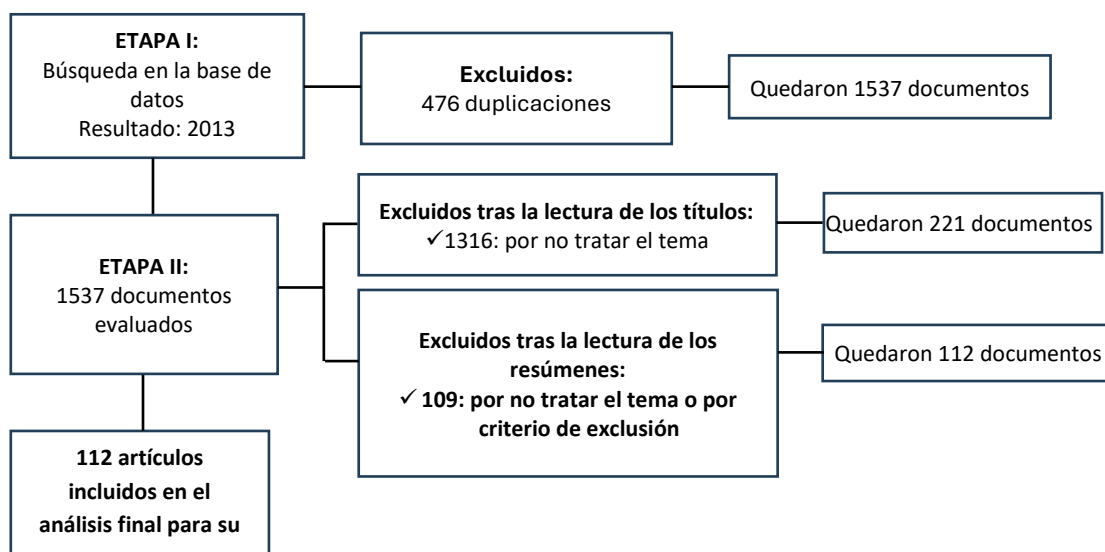 ETAPA I:
Búsqueda en la base de
datos
Resultado: 2013
Excluidos:
476 duplicaciones
Quedaron 1537 documentos
ETAPA II:
1537 documentos
evaluados
Excluidos tras la lectura de los títulos:
✓1316: por no tratar el tema
Quedaron 221 documentos
Excluidos tras la lectura de los
resúmenes:
✓ 109: por no tratar el tema o por
criterio de exclusión
Quedaron 112 documentos
112 artículos
incluidos en el
análisis final para su